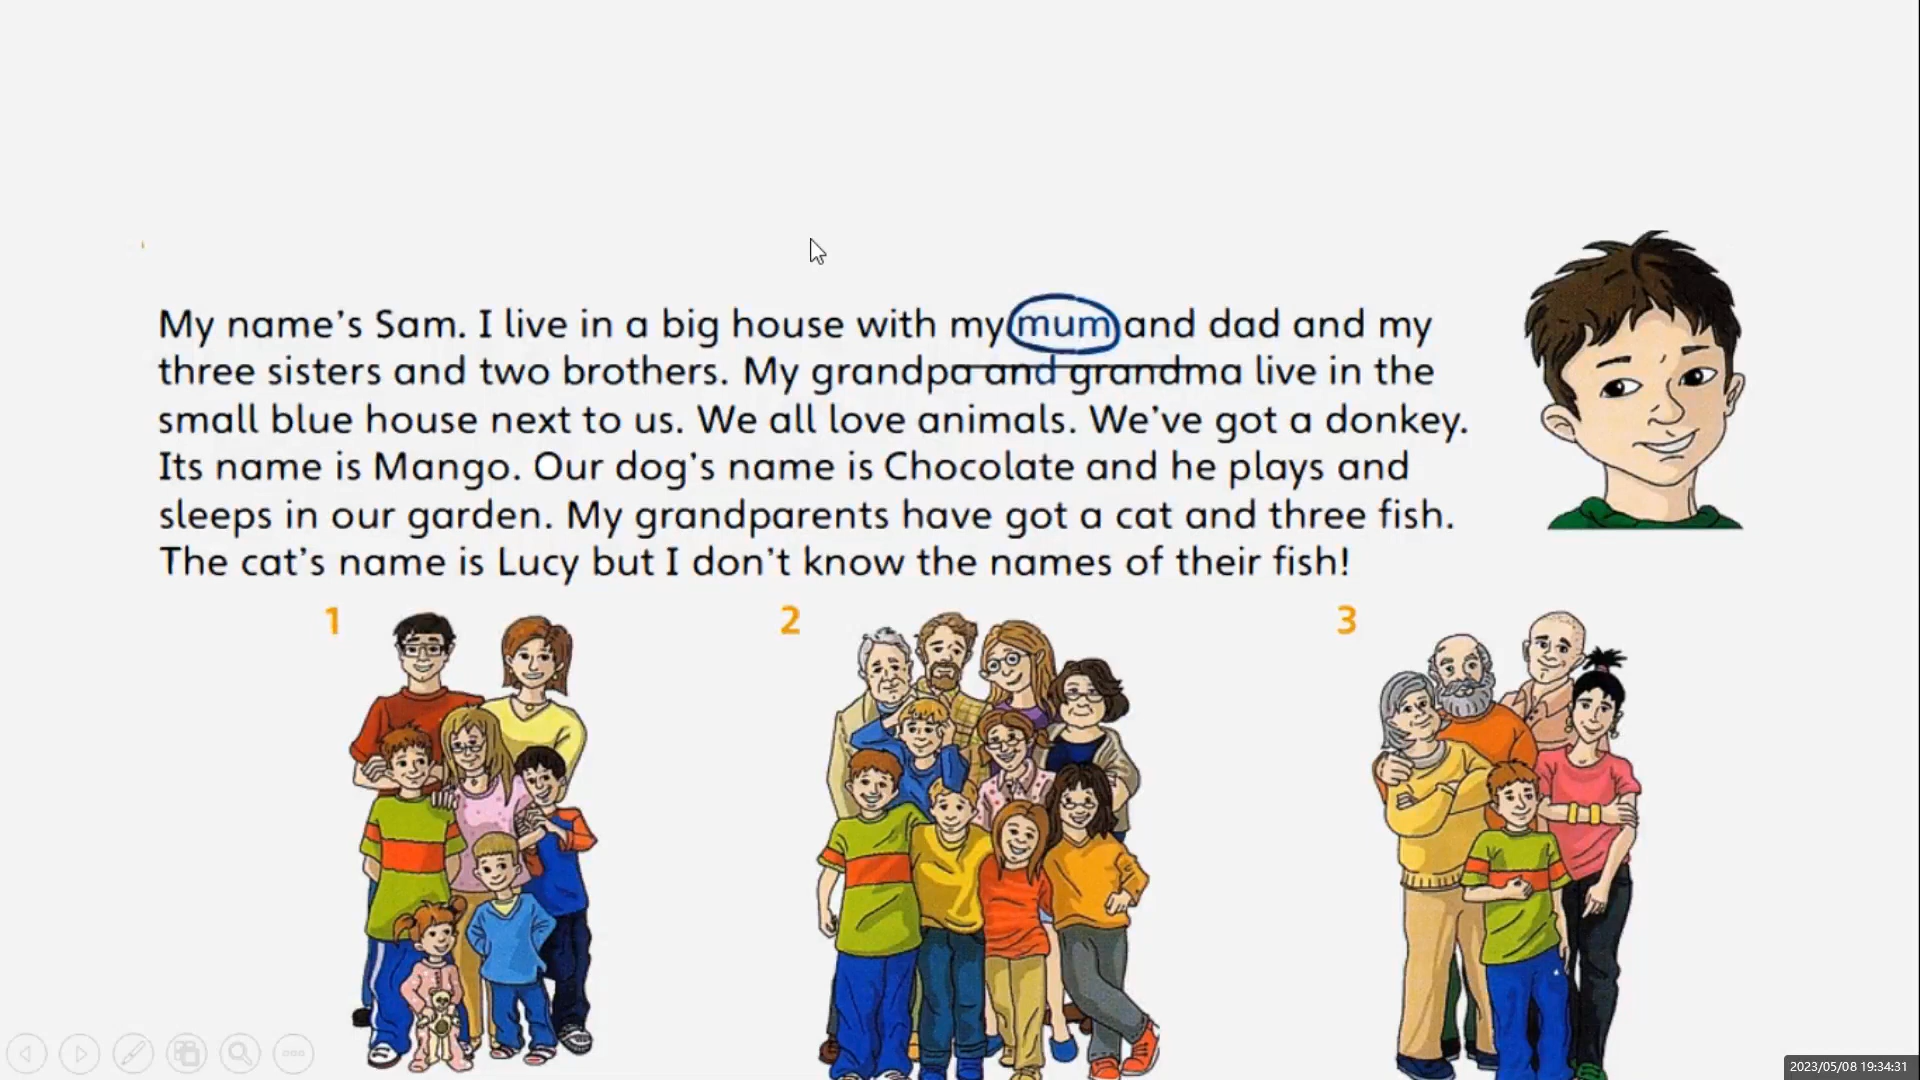 My name's Sam. I live in a big house with my mum and dad and my
three sisters and two brothers. My grandpa and grandma live in the
small blue house next to us. We all love animals. We've got a donkey.
Its name is Mango. Our dog's name is Chocolate and he plays and
sleeps in our garden. My grandparents have got a cat and three fish.
The cat's name is Lucy but I don't know the names of their fish!
1 2 3
2023/05/08 19:34:31